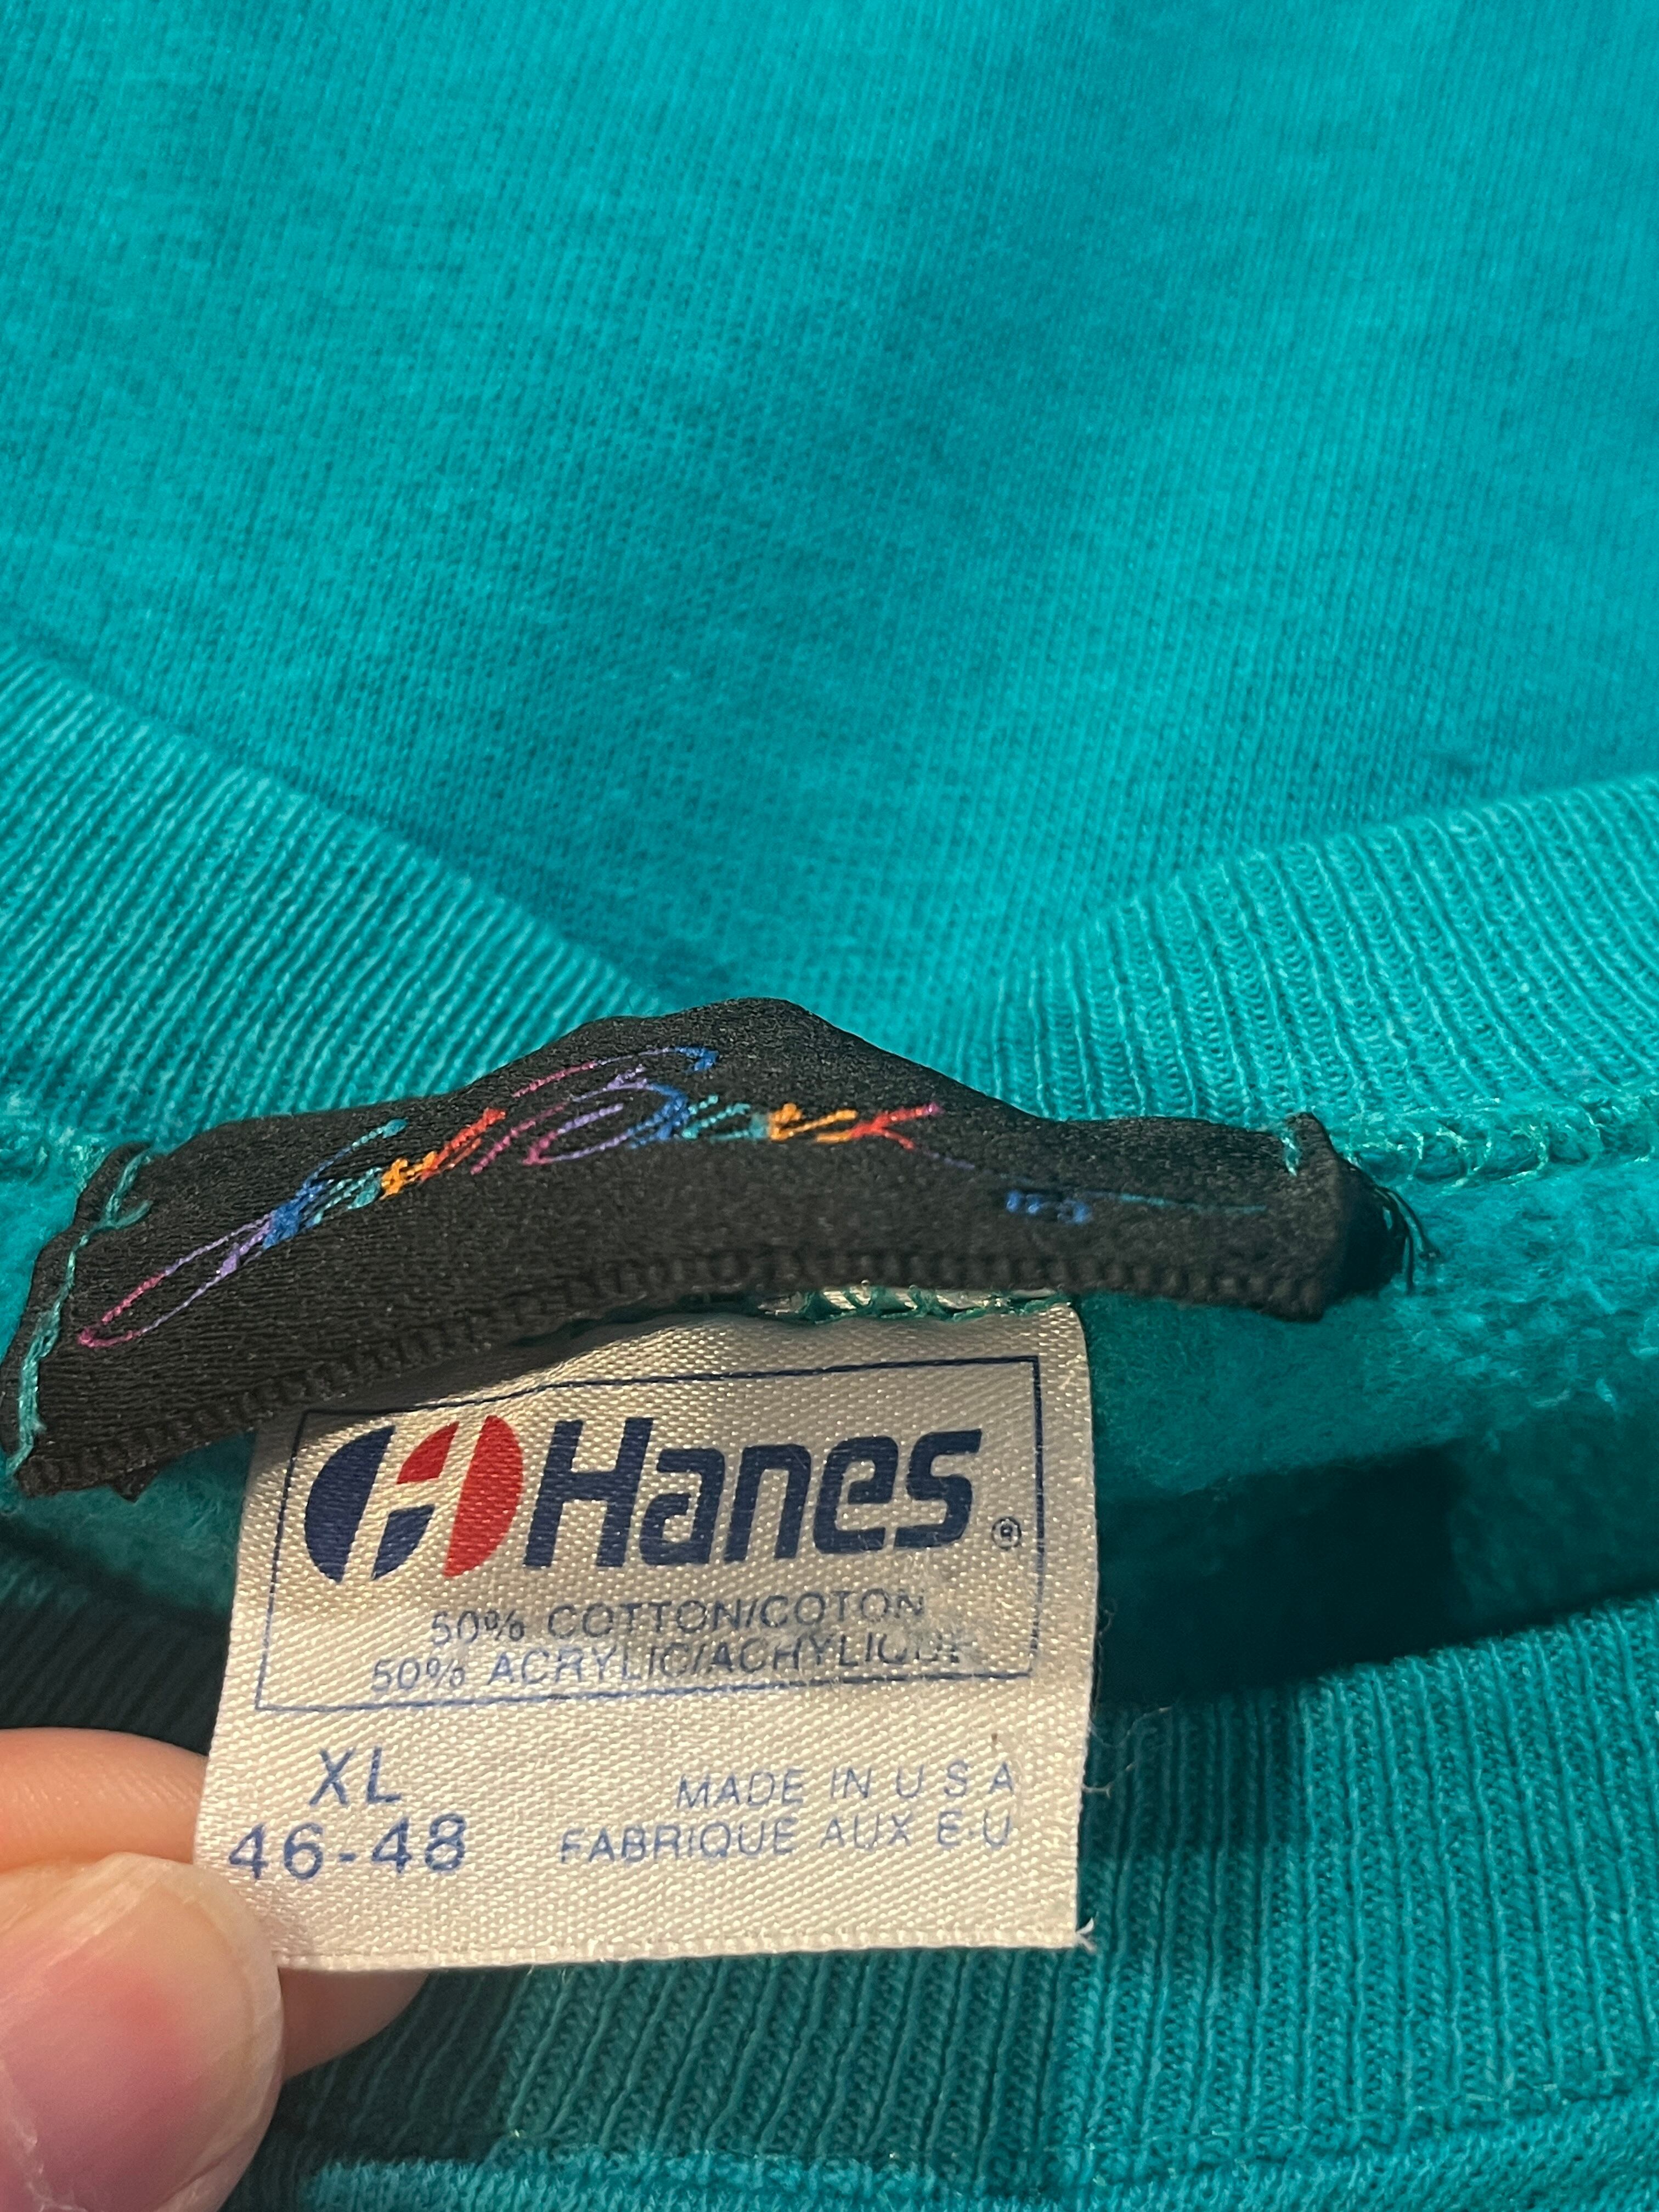 Hanes ®
50% COTTON/COTON
50% ACRYLIC/ACRYLIQUE
XL
46-48
MADE IN U S A
FABRIQUE AUX E-U